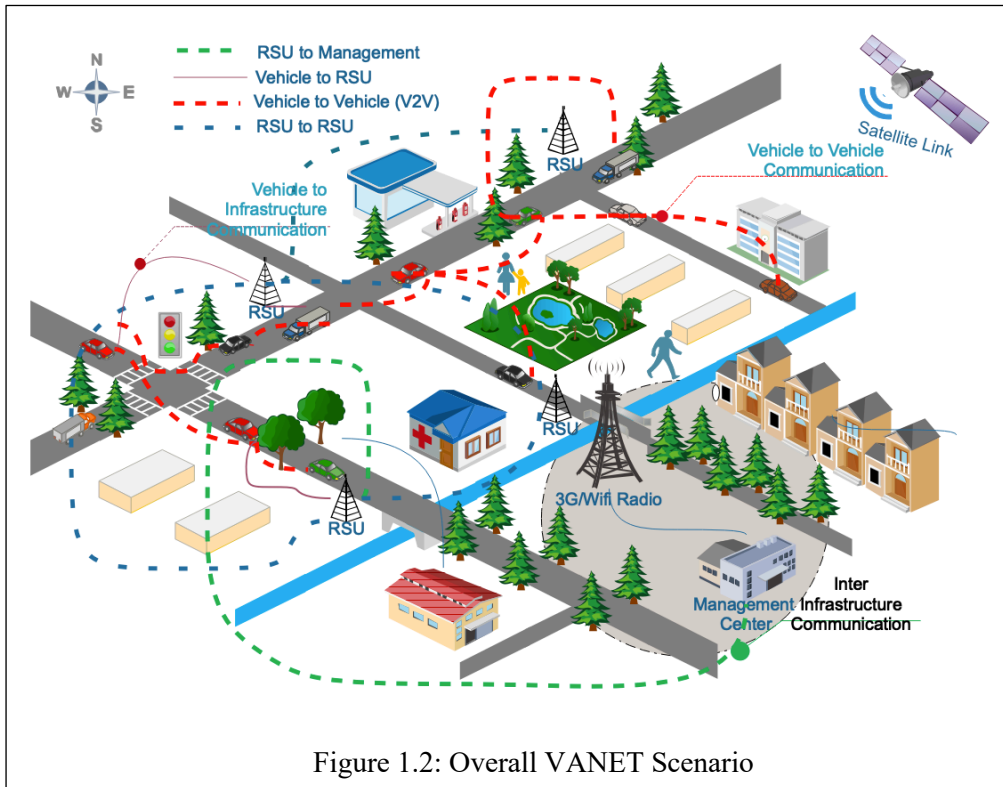 N
W E
S
RSU to Management
Vehicle to RSU
Vehicle to Vehicle (V2V)
RSU to RSU
Satellite Link
RSU
Vehicle to Vehicle
Communication
Vehicle to
Infrastructure
Communication
RSU
RSU
3G/Wifi Radio
RSU
Management
Center
Inter
Infrastructure
Communication
Figure 1.2: Overall VANET Scenario